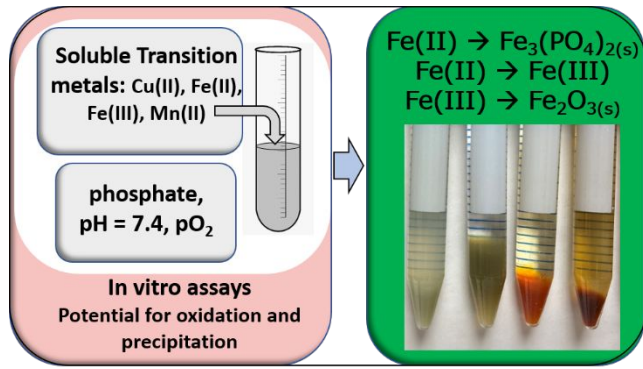 Soluble Transition
metals: Cu(II), Fe(II),
Fe(III), Mn(II)
phosphate,
pH = 7.4, pO₂
In vitro assays
Potential for oxidation and
precipitation
Fe(II) → Fe₃(PO₄)₂₍ₛ₎
Fe(II) → Fe(III)
Fe(III) → Fe₂O₃₍ₛ₎